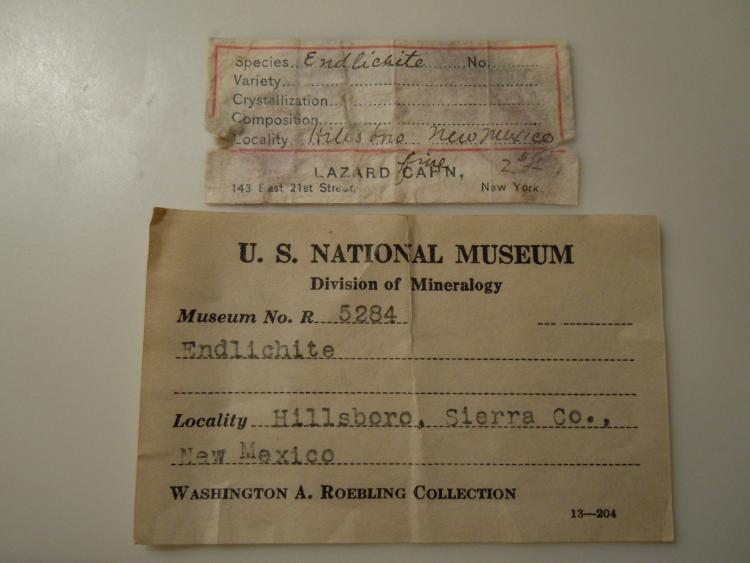 Species...Endlichite.......No......
Variety
Crystallization
Composition
Locality Hillsboro New Mexico
fine 2
LAZARD CAHN,
143 East 21st Street, New York.
U. S. NATIONAL MUSEUM
Division of Mineralogy
Museum No. R 5284
Endlichite
Locality Hillsboro, Sierra Co.,
New Mexico
WASHINGTON A. ROEBLING COLLECTION
13—204